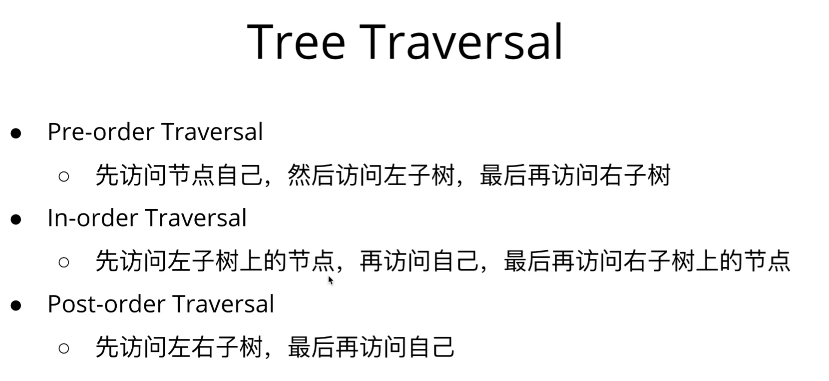 Tree Traversal
● Pre-order Traversal
○ 先访问节点自己，然后访问左子树，最后再访问右子树
● In-order Traversal
○ 先访问左子树上的节点，再访问自己，最后再访问右子树上的节点
● Post-order Traversal
○ 先访问左右子树，最后再访问自己